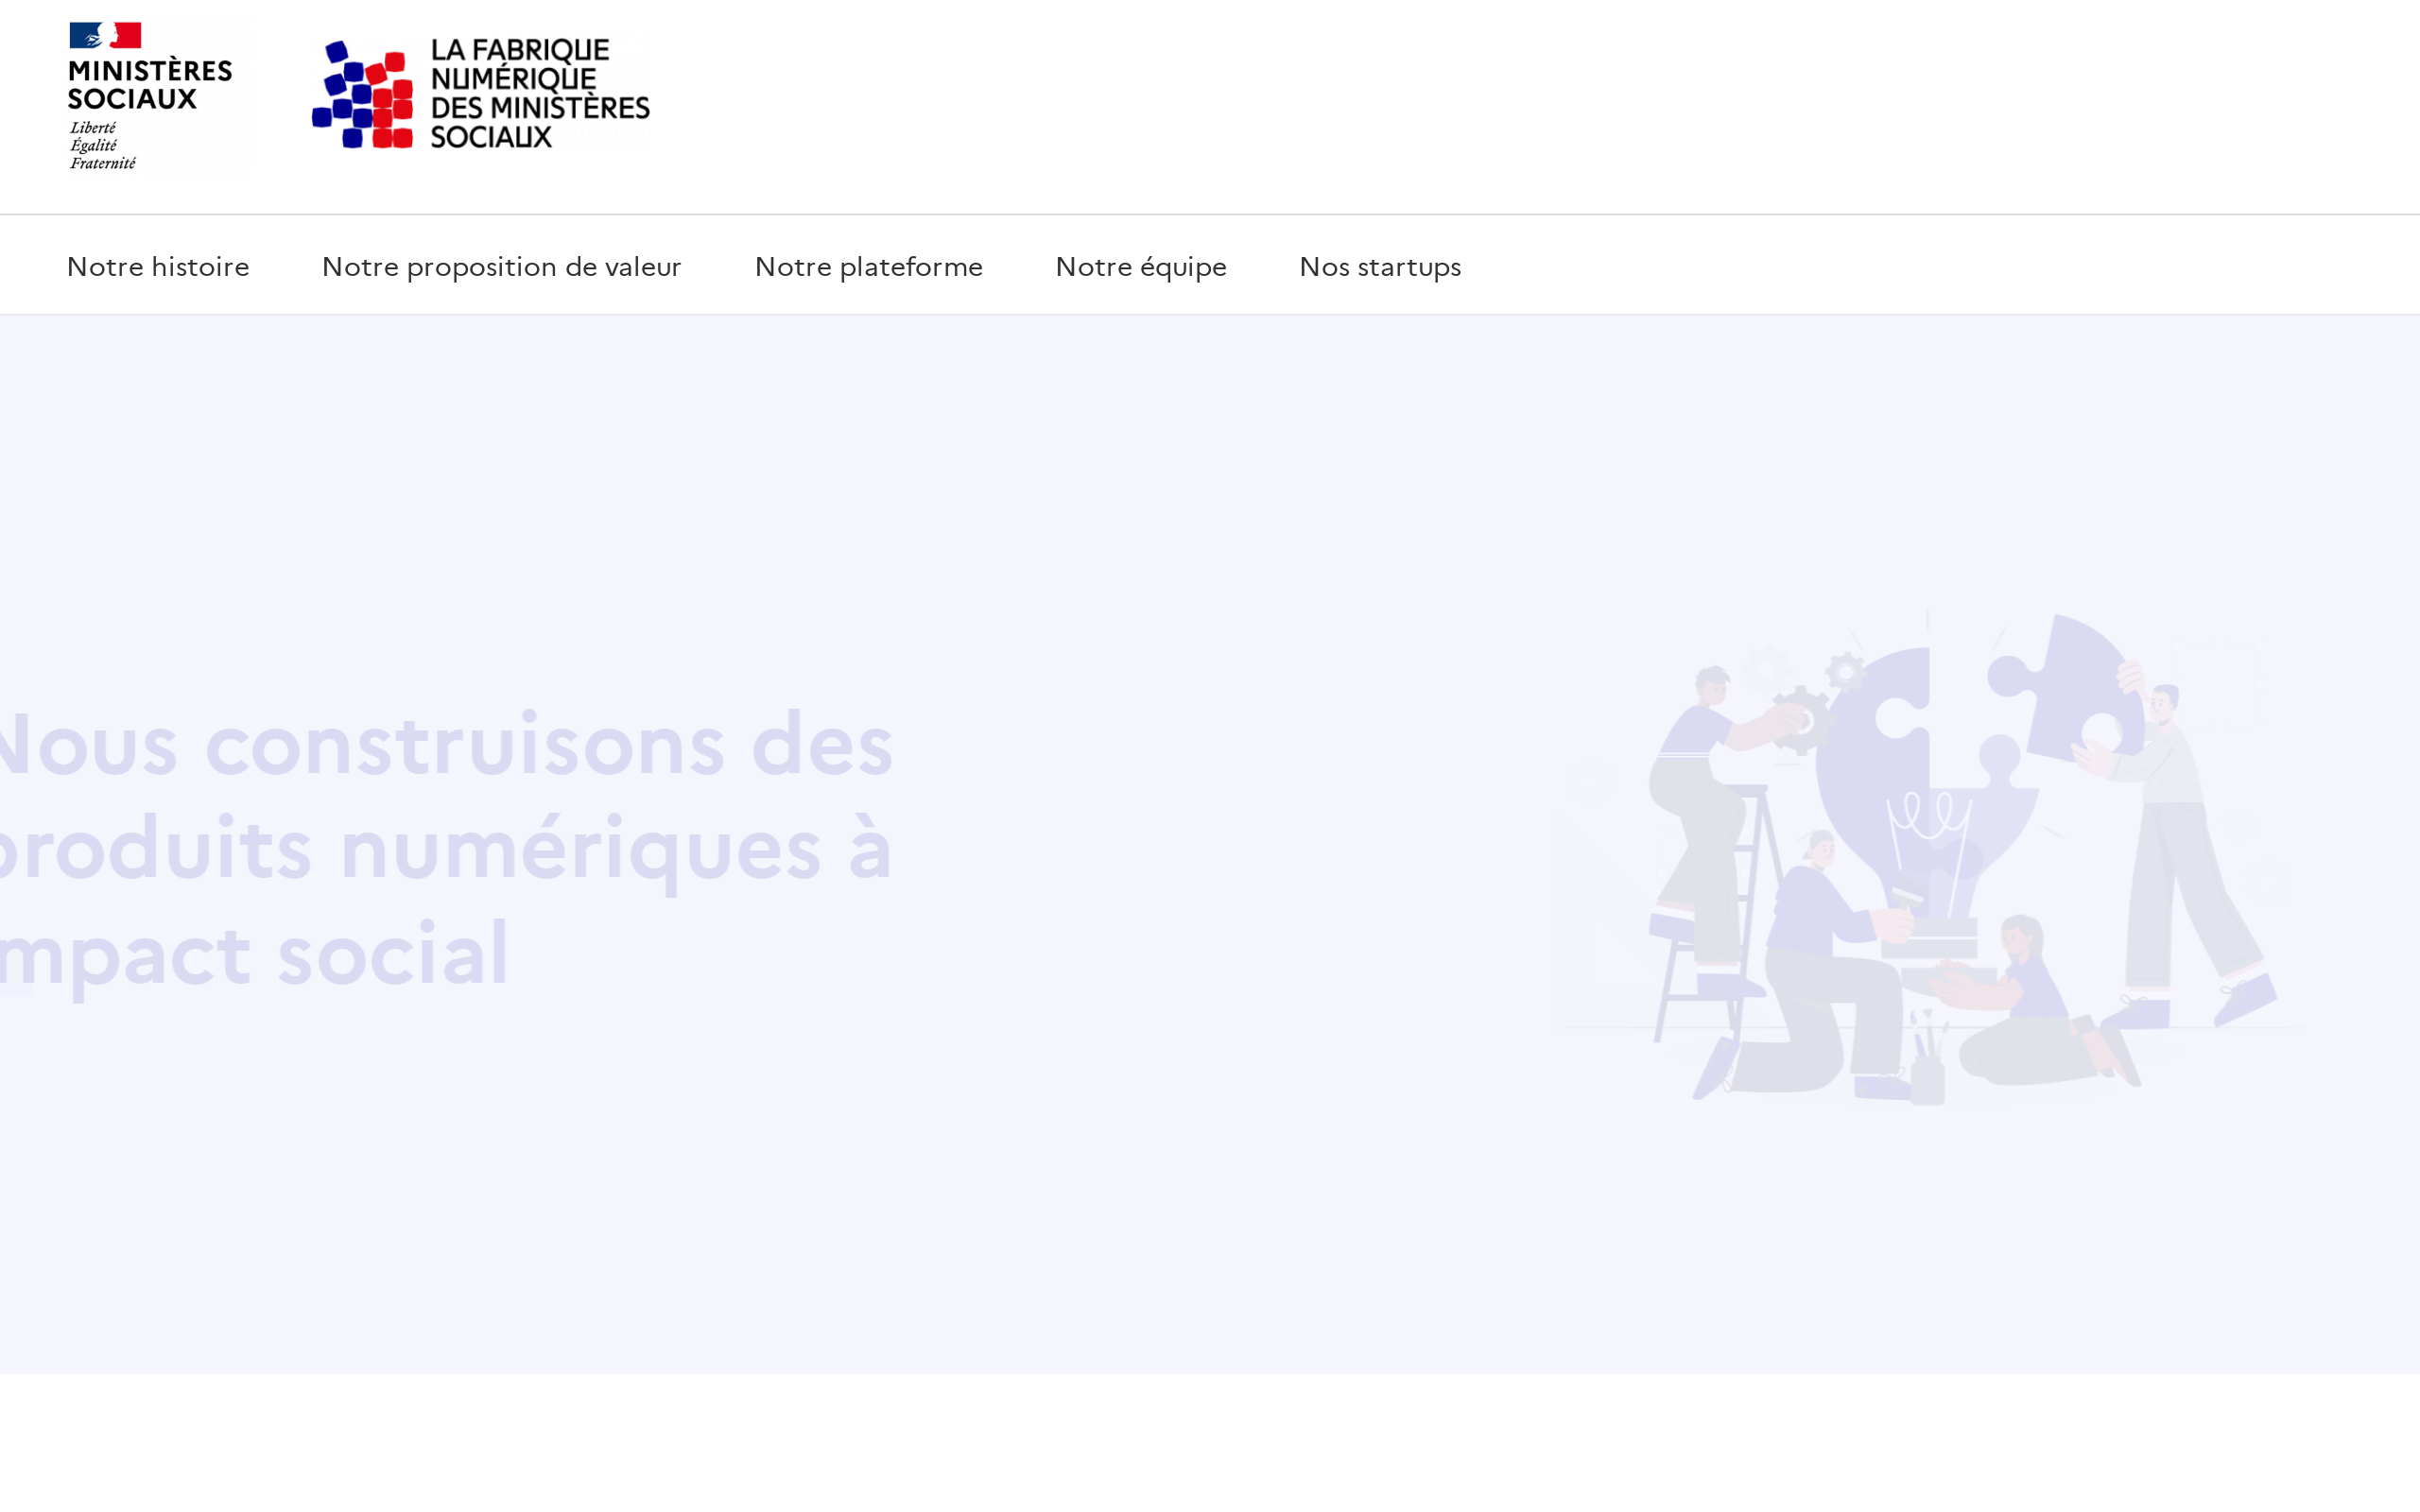 MINISTÈRES
SOCIAUX
Liberté
Égalité
Fraternité
LA FABRIQUE
NUMÉRIQUE
DES MINISTÈRES
SOCIAUX
Notre histoire Notre proposition de valeur Notre plateforme Notre équipe Nos startups
Nous construisons des
produits numériques à
impact social